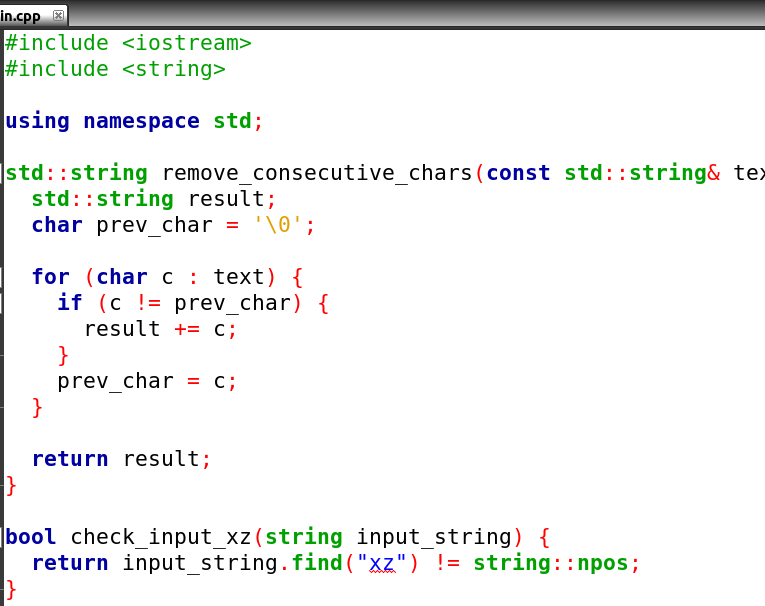 in.cpp
#include <iostream>
#include <string>
using namespace std;
std::string remove_consecutive_chars(const std::string& tex
std::string result;
char prev_char = '\0';
for (char c : text) {
if (c != prev_char) {
result += c;
}
prev_char = c;
}
return result;
}
bool check_input_xz(string input_string) {
return input_string.find("xz") != string::npos;
}